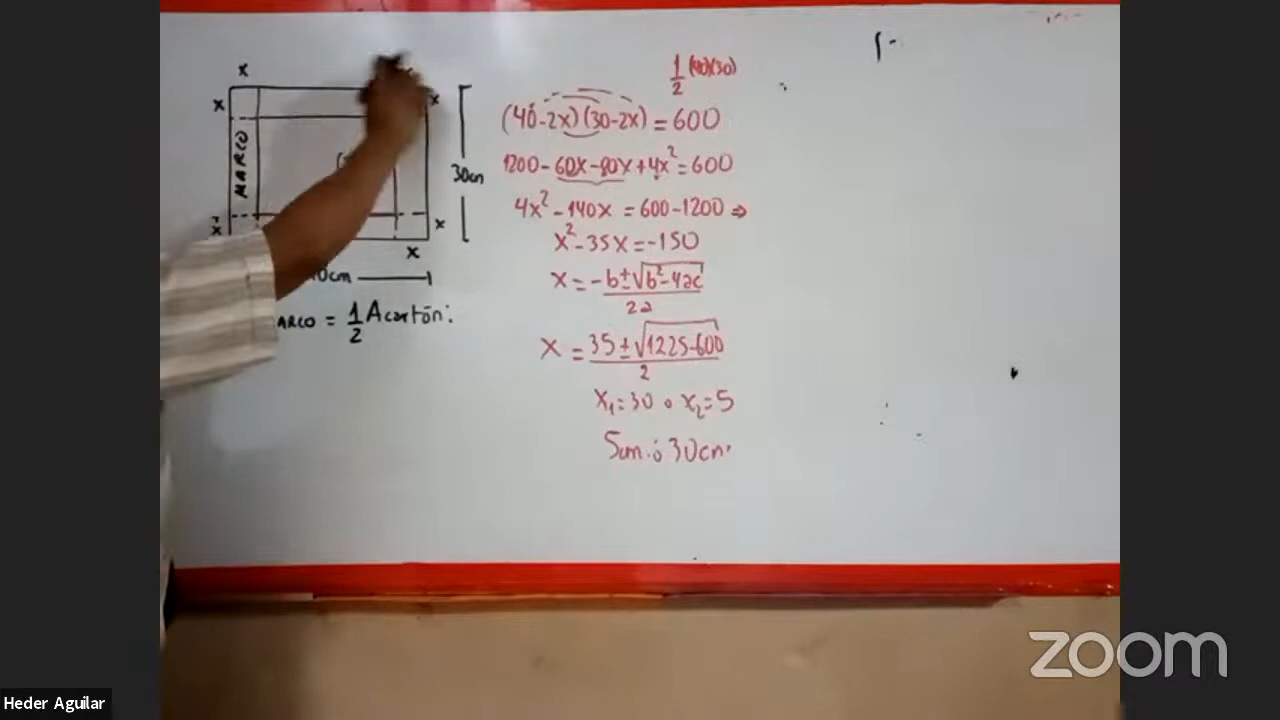 x
x
x
MARCO
30cm
x
x
x
0cm
ARCO = 1/2 A cartón:
1/2 (40)(30)
(40-2x)(30-2x) = 600
1200 - 60x - 80x + 4x² = 600
4x² - 140x = 600 - 1200 ⇒
x² - 35x = -150
x = -b ± √b² - 4ac / 2a
x = 35 ± √1225-600 / 2
x₁ = 30 o x₂ = 5
5cm. ó 30cm.
Heder Aguilar
zoom